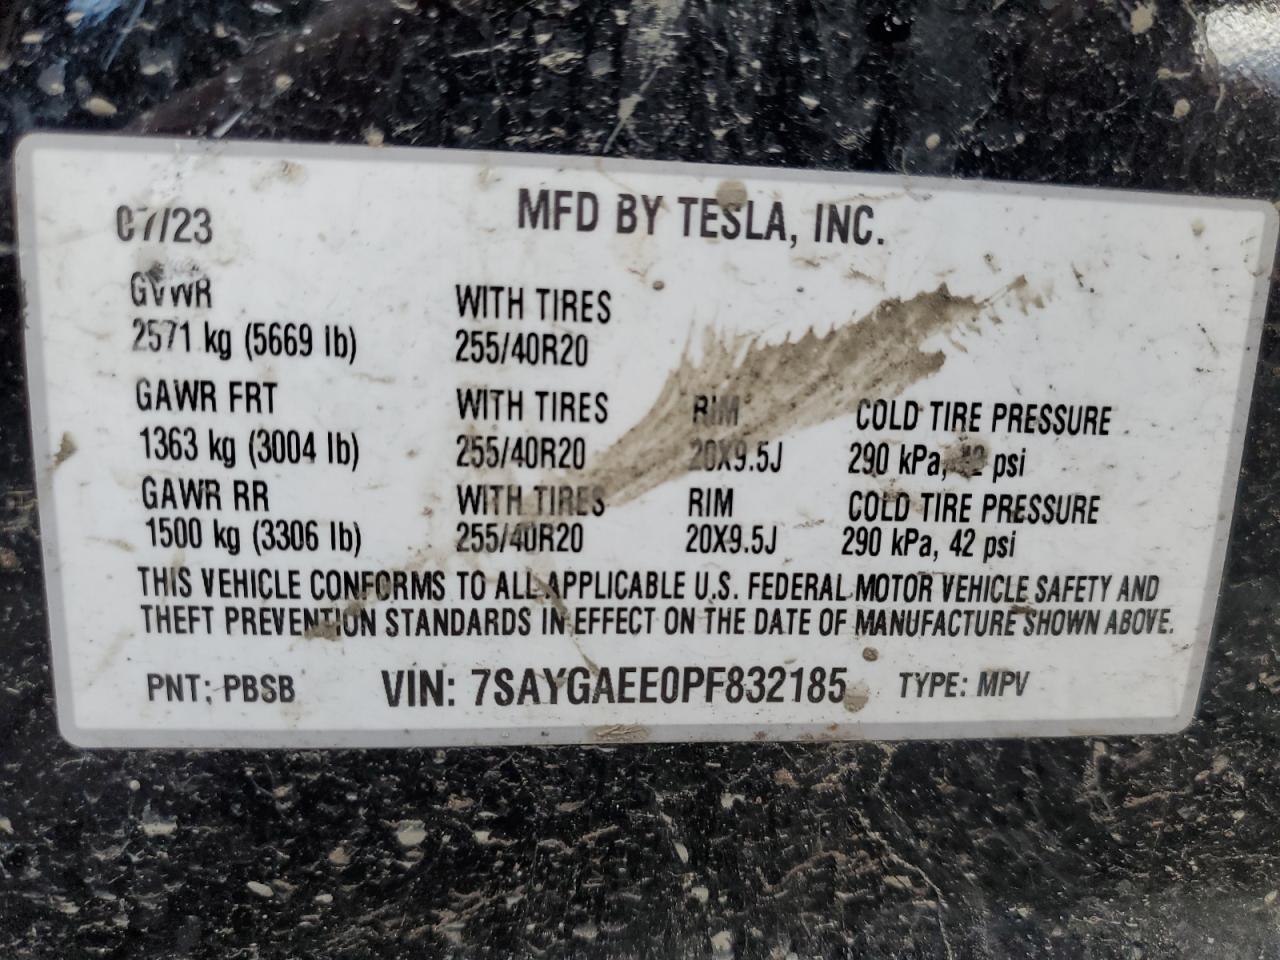 07/23 MFD BY TESLA, INC.
GVWR WITH TIRES
2571 kg (5669 lb) 255/40R20
GAWR FRT WITH TIRES RIM COLD TIRE PRESSURE
1363 kg (3004 lb) 255/40R20 20X9.5J 290 kPa, 42 psi
GAWR RR WITH TIRES RIM COLD TIRE PRESSURE
1500 kg (3306 lb) 255/40R20 20X9.5J 290 kPa, 42 psi
THIS VEHICLE CONFORMS TO ALL APPLICABLE U.S. FEDERAL MOTOR VEHICLE SAFETY AND
THEFT PREVENTION STANDARDS IN EFFECT ON THE DATE OF MANUFACTURE SHOWN ABOVE.
PNT: PBSB VIN: 7SAYGAEE0PF832185 TYPE: MPV